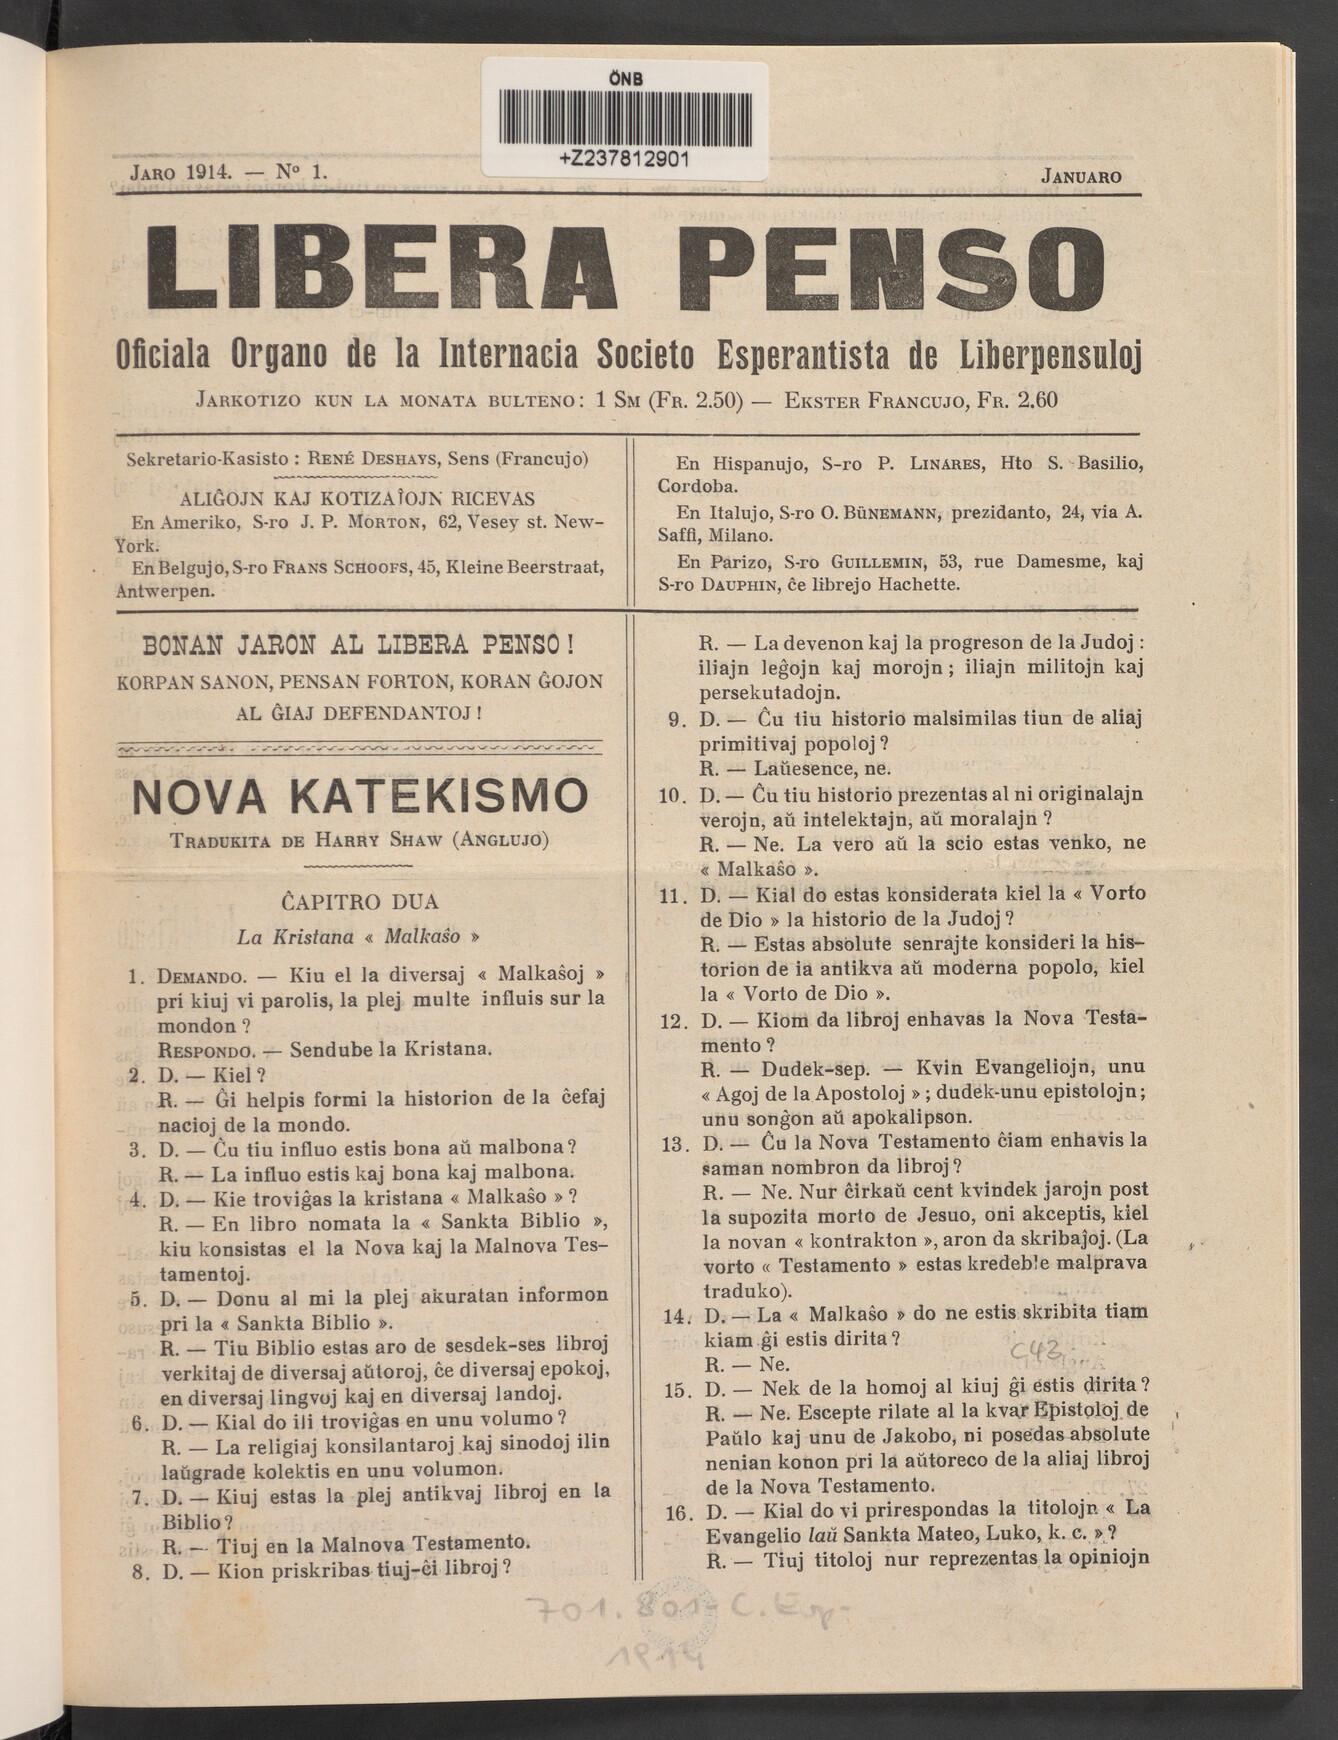 ÖNB
+Z237812901
JARO 1914. — Nº 1.
JANUARO
LIBERA PENSO
Oficiala Organo de la Internacia Societo Esperantista de Liberpensuloj
JARKOTIZO KUN LA MONATA BULTENO: 1 SM (FR. 2.50) — EKSTER FRANCUJO, FR. 2.60
Sekretario-Kasisto : RENÉ DESHAYS, Sens (Francujo)
ALIĜOJN KAJ KOTIZAĴOJN RICEVAS
En Ameriko, S-ro J. P. MORTON, 62, Vesey st. New-
York.
En Belgujo, S-ro FRANS SCHOOFS, 45, Kleine Beerstraat,
Antwerpen.
En Hispanujo, S-ro P. LINARES, Hto S. Basilio,
Cordoba.
En Italujo, S-ro O. BÜNEMANN, prezidanto, 24, via A.
Saffi, Milano.
En Parizo, S-ro GUILLEMIN, 53, rue Damesme, kaj
S-ro DAUPHIN, ĉe librejo Hachette.
BONAN JARON AL LIBERA PENSO !
KORPAN SANON, PENSAN FORTON, KORAN ĜOJON
AL ĜIAJ DEFENDANTOJ !
NOVA KATEKISMO
TRADUKITA DE HARRY SHAW (ANGLUJO)
ĈAPITRO DUA
La Kristana « Malkaŝo »
1. DEMANDO. — Kiu el la diversaj « Malkaŝoj »
pri kiuj vi parolis, la plej multe influis sur la
mondon ?
RESPONDO. — Sendube la Kristana.
2. D. — Kiel ?
R. — Ĝi helpis formi la historion de la ĉefaj
nacioj de la mondo.
3. D. — Ĉu tiu influo estis bona aŭ malbona ?
R. — La influo estis kaj bona kaj malbona.
4. D. — Kie troviĝas la kristana « Malkaŝo » ?
R. — En libro nomata la « Sankta Biblio »,
kiu konsistas el la Nova kaj la Malnova Tes-
tamentoj.
5. D. — Donu al mi la plej akuratan informon
pri la « Sankta Biblio ».
R. — Tiu Biblio estas aro de sesdek-ses libroj
verkitaj de diversaj aŭtoroj, ĉe diversaj epokoj,
en diversaj lingvoj kaj en diversaj landoj.
6. D. — Kial do ili troviĝas en unu volumo ?
R. — La religiaj konsilantaroj kaj sinodoj ilin
laŭgrade kolektis en unu volumon.
7. D. — Kiuj estas la plej antikvaj libroj en la
Biblio ?
R. — Tiuj en la Malnova Testamento.
8. D. — Kion priskribas tiuj-ĉi libroj ?
R. — La devenon kaj la progreson de la Judoj :
iliajn leĝojn kaj morojn ; iliajn militojn kaj
persekutadojn.
9. D. — Ĉu tiu historio malsimilas tiun de aliaj
primitivaj popoloj ?
R. — Laŭesence, ne.
10. D. — Ĉu tiu historio prezentas al ni originalajn
verojn, aŭ intelektajn, aŭ moralajn ?
R. — Ne. La vero aŭ la scio estas venko, ne
« Malkaŝo ».
11. D. — Kial do estas konsiderata kiel la « Vorto
de Dio » la historio de la Judoj ?
R. — Estas absolute senrajte konsideri la his-
torion de ia antikva aŭ moderna popolo, kiel
la « Vorto de Dio ».
12. D. — Kiom da libroj enhavas la Nova Testa-
mento ?
R. — Dudek-sep. — Kvin Evangeliojn, unu
« Agoj de la Apostoloj » ; dudek-unu epistolojn ;
unu sonĝon aŭ apokalipson.
13. D. — Ĉu la Nova Testamento ĉiam enhavis la
saman nombron da libroj ?
R. — Ne. Nur ĉirkaŭ cent kvindek jarojn post
la supozita morto de Jesuo, oni akceptis, kiel
la novan « kontrakton », aron da skribaĵoj. (La
vorto « Testamento » estas kredeble malprava
traduko).
14. D. — La « Malkaŝo » do ne estis skribita tiam
kiam ĝi estis dirita ?
R. — Ne.
C43
15. D. — Nek de la homoj al kiuj ĝi estis dirita ?
R. — Ne. Escepte rilate al la kvar Epistoloj de
Paŭlo kaj unu de Jakobo, ni posedas absolute
nenian konon pri la aŭtoreco de la aliaj libroj
de la Nova Testamento.
16. D. — Kial do vi prirespondas la titolojn « La
Evangelio laŭ Sankta Mateo, Luko, k. c. » ?
R. — Tiuj titoloj nur reprezentas la opiniojn
701.801-C.Esp-
1914